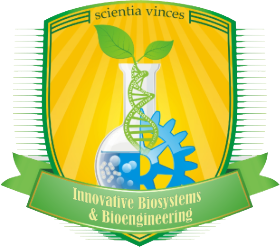 scientia vinces
Innovative Biosystems
& Bioengineering